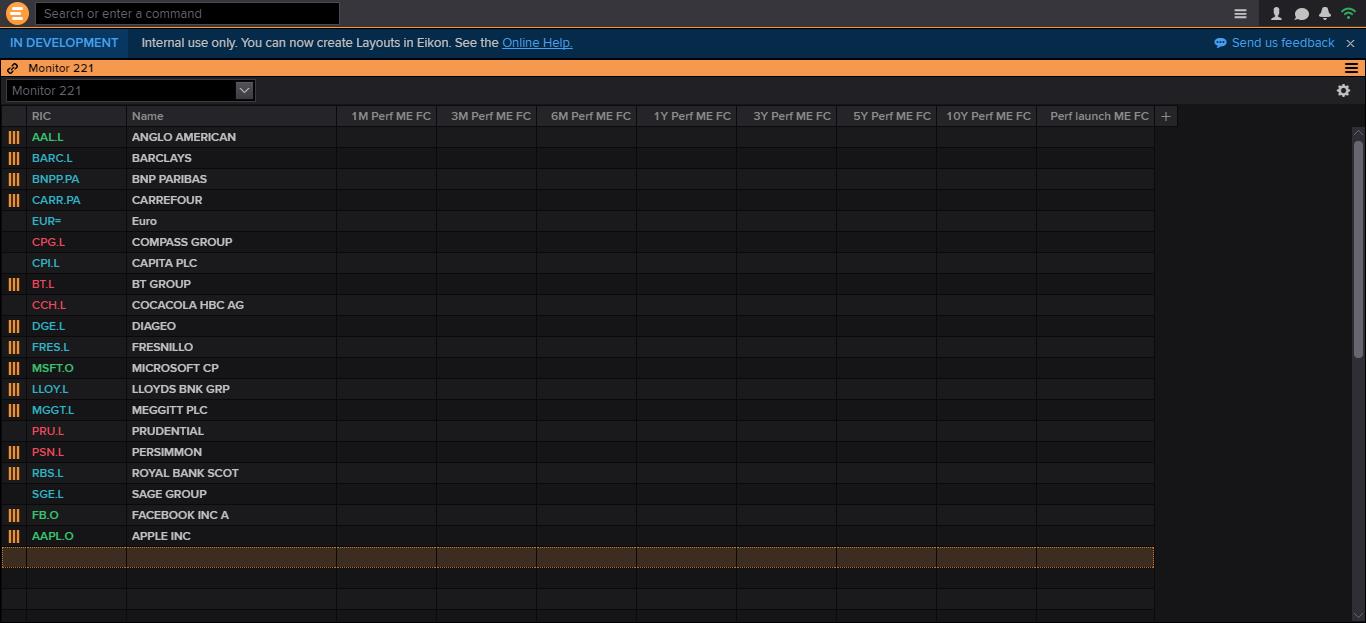 Search or enter a command
IN DEVELOPMENT Internal use only. You can now create Layouts in Eikon. See the Online Help. Send us feedback
Monitor 221
Monitor 221
RIC Name 1M Perf ME FC 3M Perf ME FC 6M Perf ME FC 1Y Perf ME FC 3Y Perf ME FC 5Y Perf ME FC 10Y Perf ME FC Perf launch ME FC +
AAL.L ANGLO AMERICAN
BARC.L BARCLAYS
BNPP.PA BNP PARIBAS
CARR.PA CARREFOUR
EUR= Euro
CPG.L COMPASS GROUP
CPI.L CAPITA PLC
BT.L BT GROUP
CCH.L COCACOLA HBC AG
DGE.L DIAGEO
FRES.L FRESNILLO
MSFT.O MICROSOFT CP
LLOY.L LLOYDS BNK GRP
MGGT.L MEGGITT PLC
PRU.L PRUDENTIAL
PSN.L PERSIMMON
RBS.L ROYAL BANK SCOT
SGE.L SAGE GROUP
FB.O FACEBOOK INC A
AAPL.O APPLE INC